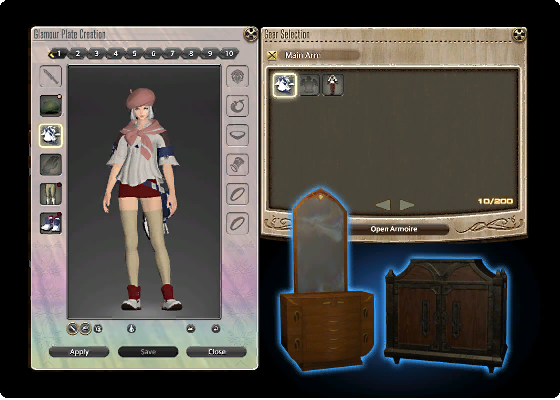 Glamour Plate Creation
1 2 3 4 5 6 7 8 9 10
Apply
Save
Close
Gear Selection
Main Arm
10/200
Open Armoire